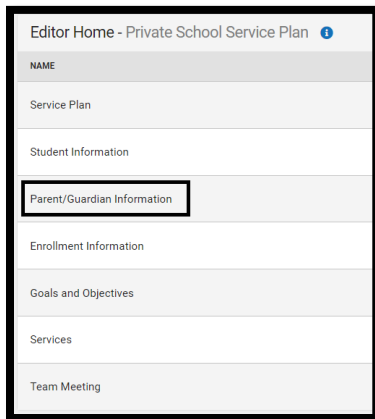 Editor Home - Private School Service Plan
NAME
Service Plan
Student Information
Parent/Guardian Information
Enrollment Information
Goals and Objectives
Services
Team Meeting